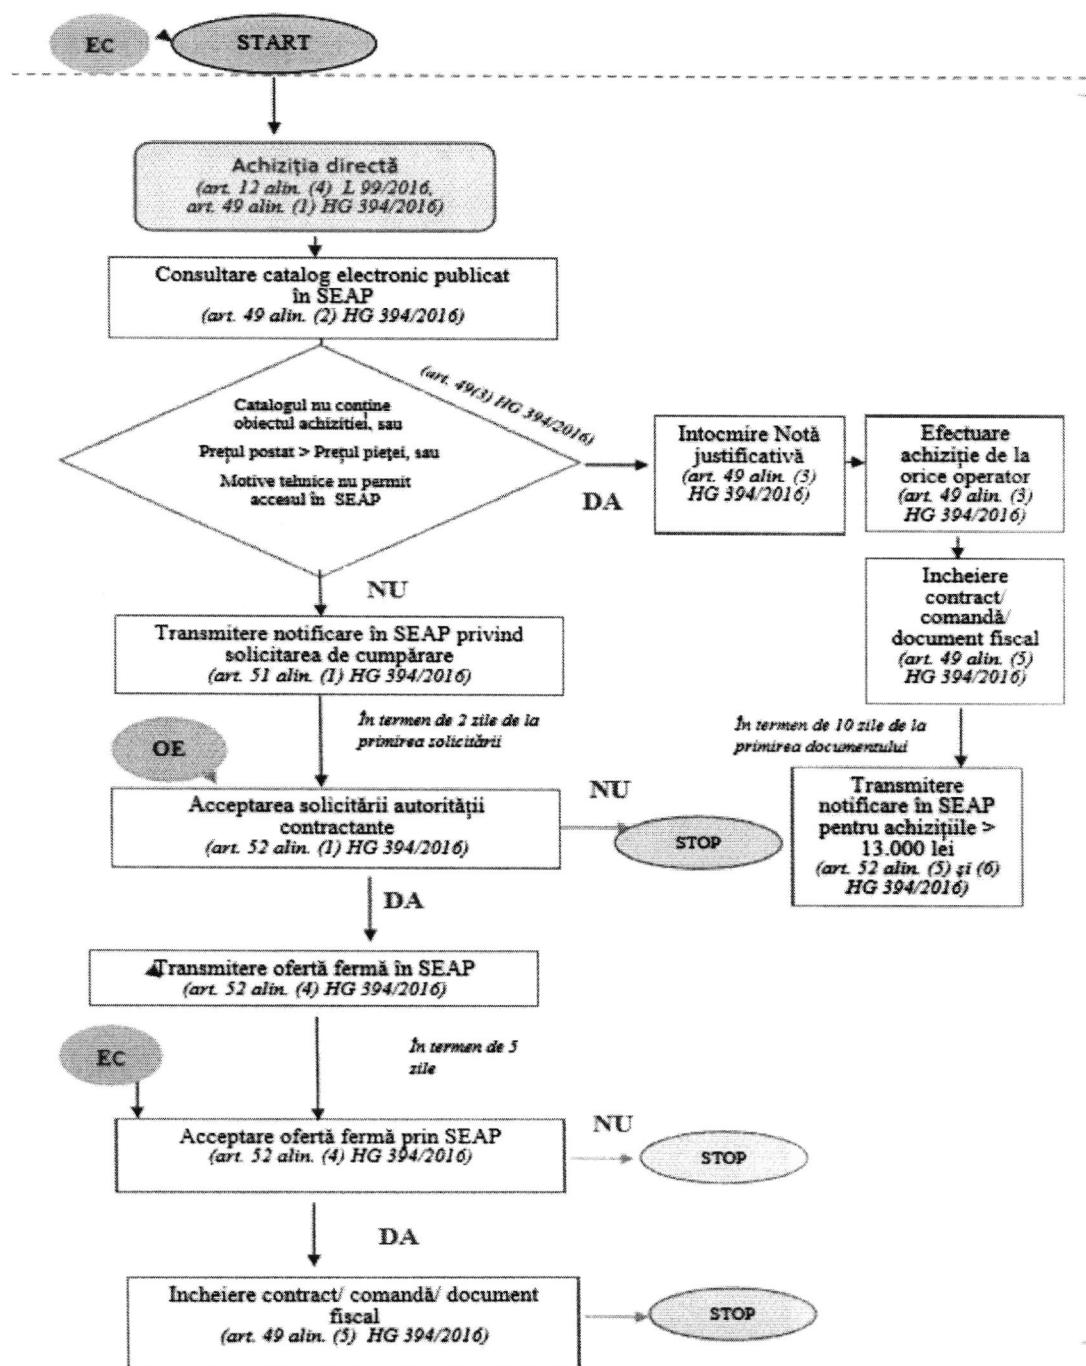 EC
START
Achiziția directă
(art. 12 alin. (4) L 99/2016,
art. 49 alin. (1) HG 394/2016)
Consultare catalog electronic publicat
în SEAP
(art. 49 alin. (2) HG 394/2016)
(art. 49(3) HG 394/2016)
Catalogul nu conține
obiectul achizitiei, sau
Prețul postat > Prețul pieței, sau
Motive tehnice nu permit
accesul în SEAP
DA
Intocmire Notă
justificativă
(art. 49 alin. (3)
HG 394/2016)
Efectuare
achiziție de la
orice operator
(art. 49 alin. (3)
HG 394/2016)
Incheiere
contract/
comandă/
document fiscal
(art. 49 alin. (5)
HG 394/2016)
În termen de 10 zile de la
primirea documentului
Transmitere
notificare în SEAP
pentru achizițiile >
13.000 lei
(art. 52 alin. (5) și (6)
HG 394/2016)
NU
Transmitere notificare în SEAP privind
solicitarea de cumpărare
(art. 51 alin. (1) HG 394/2016)
În termen de 2 zile de la
primirea solicitării
OE
Acceptarea solicitării autorității
contractante
(art. 52 alin. (1) HG 394/2016)
NU
STOP
DA
Transmitere ofertă fermă în SEAP
(art. 52 alin. (4) HG 394/2016)
EC
În termen de 5
zile
Acceptare ofertă fermă prin SEAP
(art. 52 alin. (4) HG 394/2016)
NU
STOP
DA
Incheiere contract/ comandă/ document
fiscal
(art. 49 alin. (5) HG 394/2016)
STOP